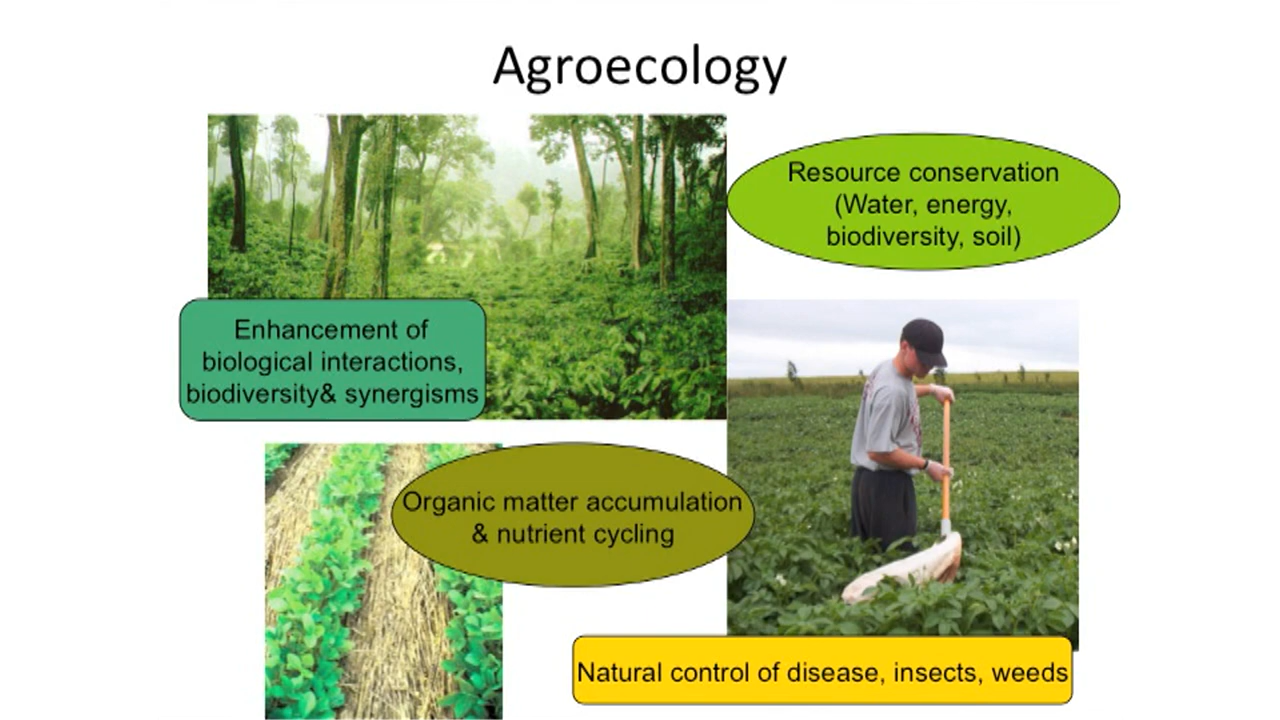 Agroecology
Resource conservation
(Water, energy,
biodiversity, soil)
Enhancement of
biological interactions,
biodiversity& synergisms
Organic matter accumulation
& nutrient cycling
Natural control of disease, insects, weeds